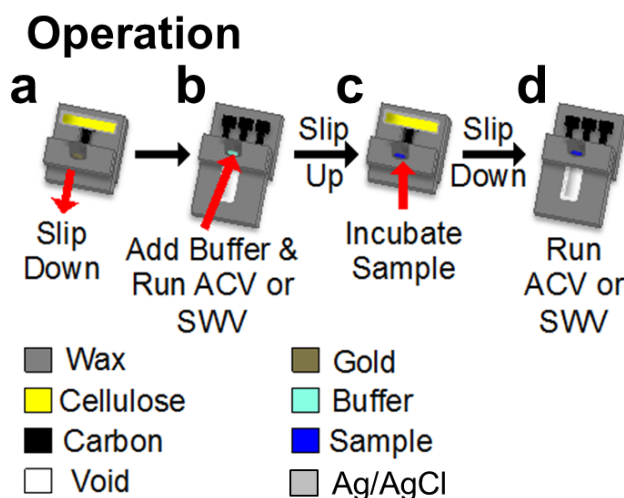 Operation
a b c d
Slip Slip
Up Down
Slip
Down
Add Buffer &
Run ACV or
SWV
Incubate
Sample
Run
ACV or
SWV
Wax
Cellulose
Carbon
Void
Gold
Buffer
Sample
Ag/AgCl